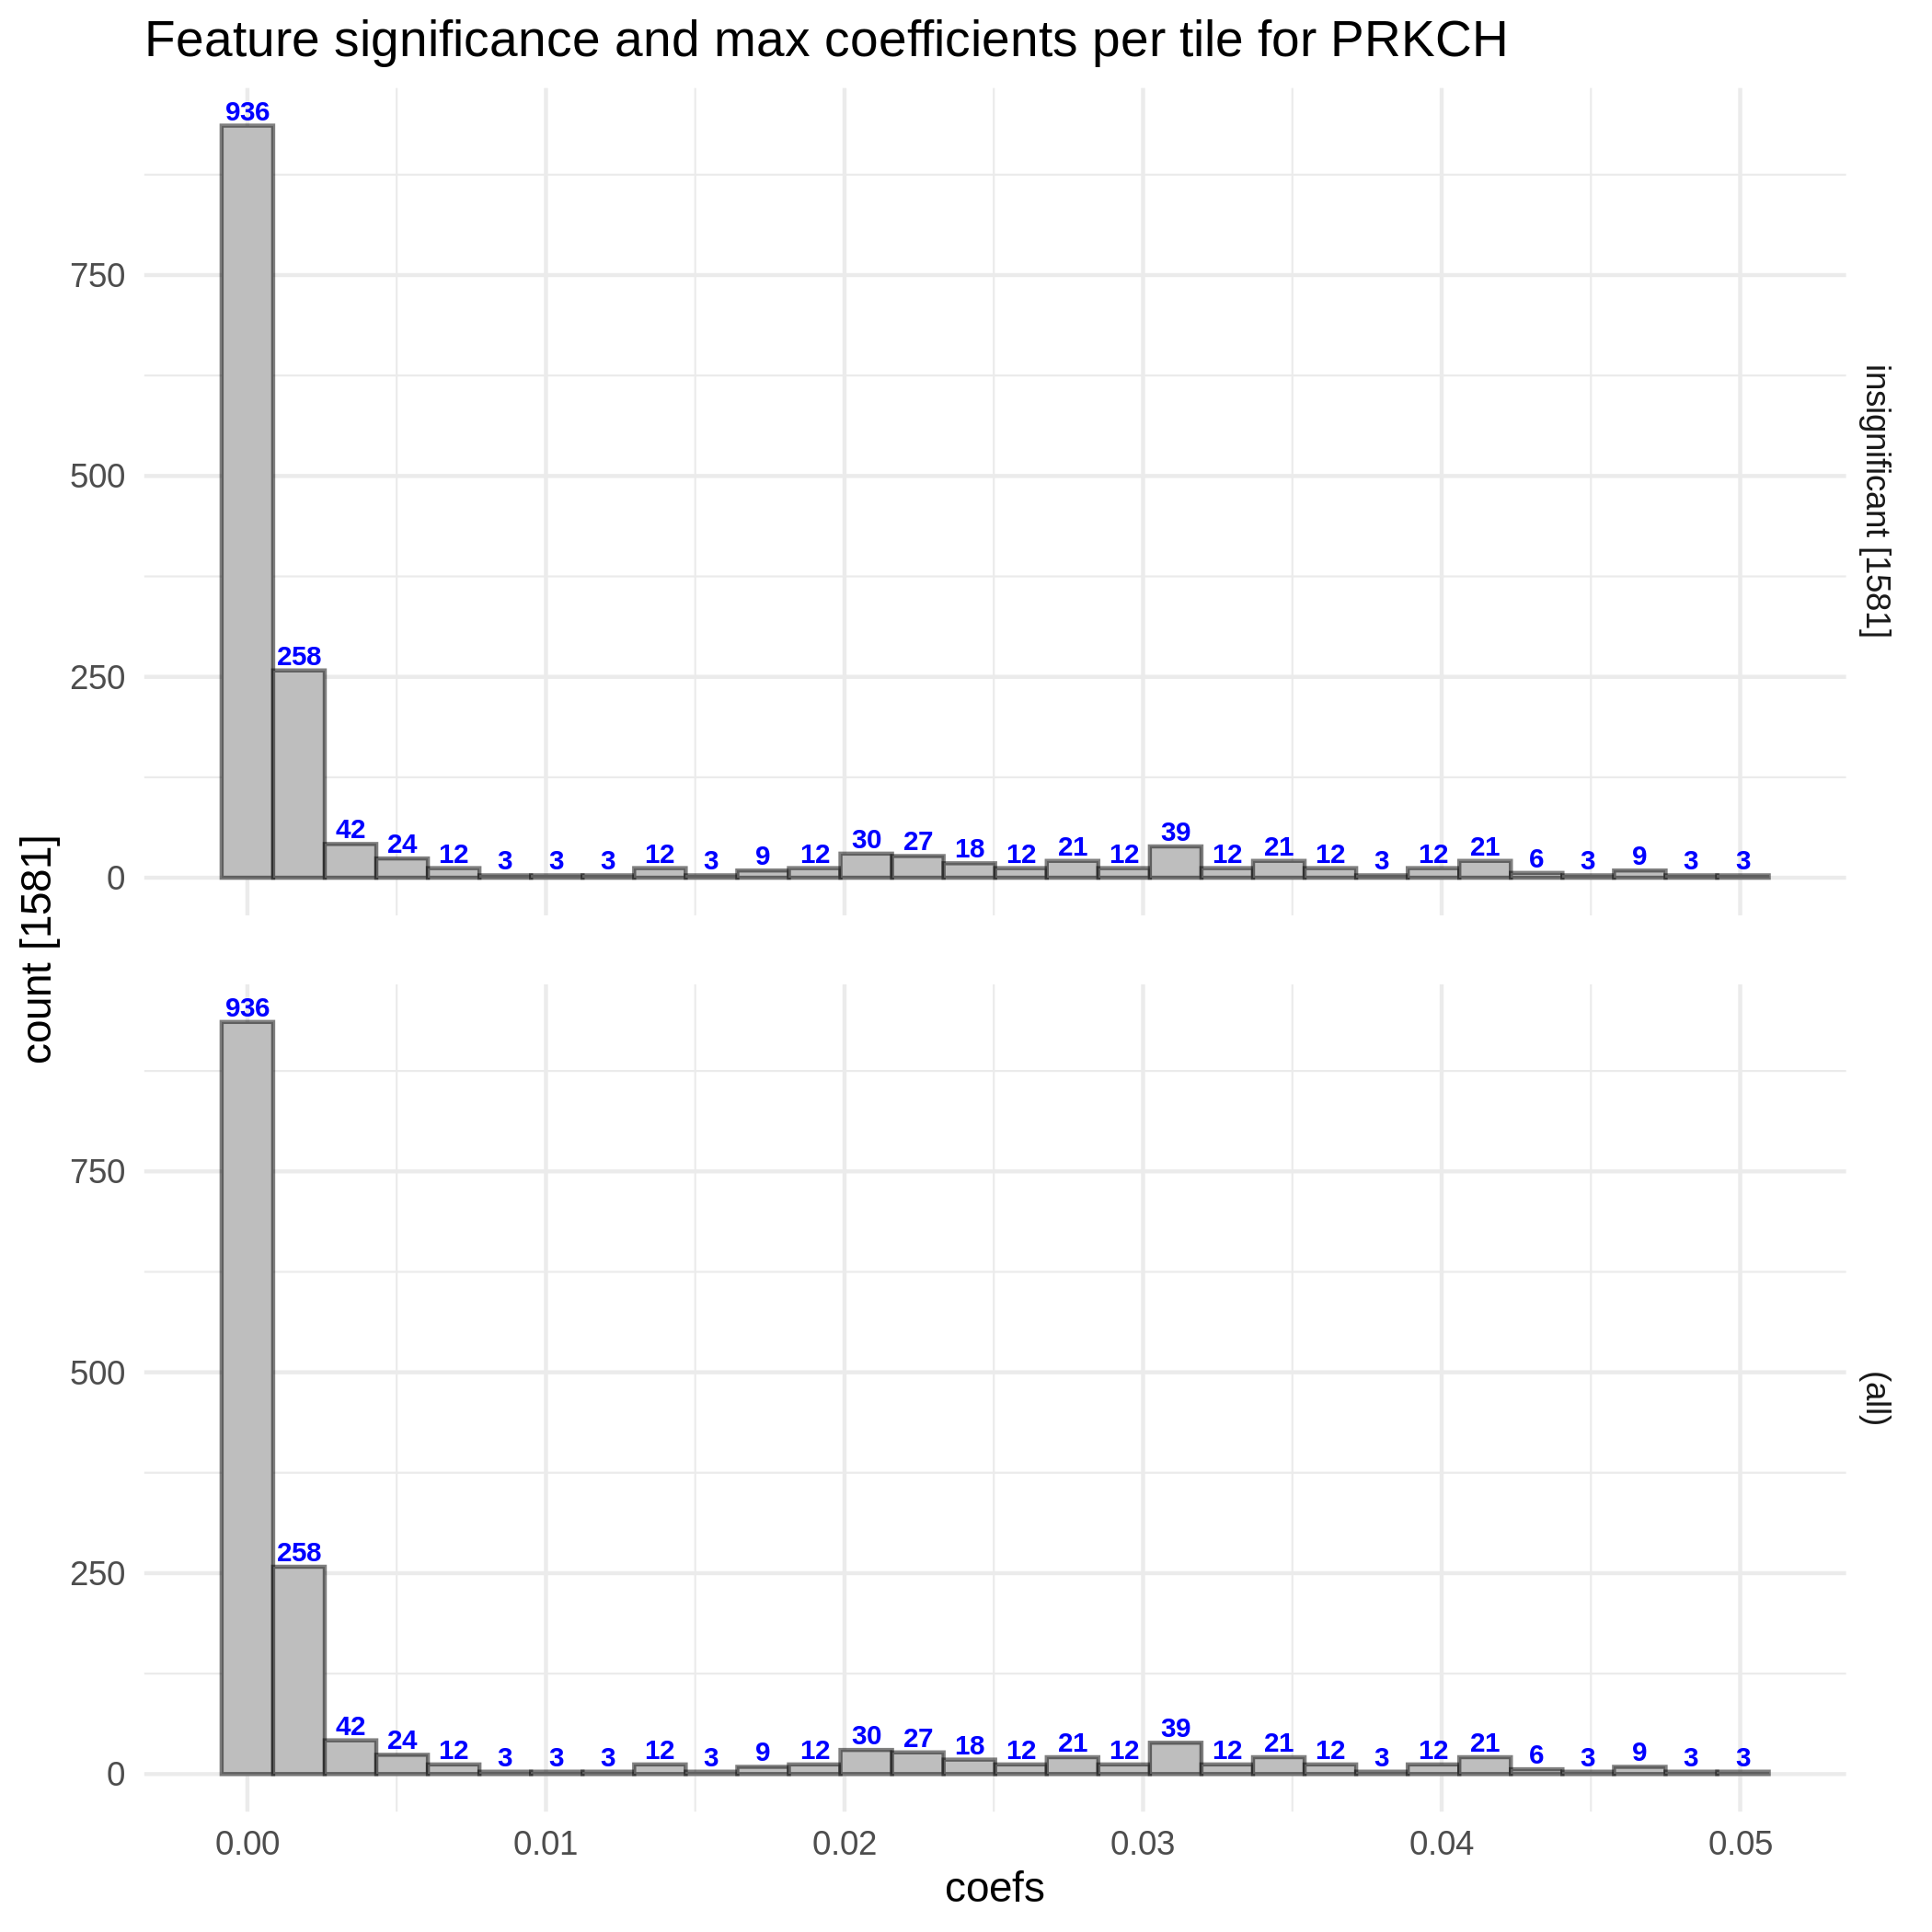 Feature significance and max coefficients per tile for PRKCH
count [1581]
936
258
42 24 12 3 3 3 12 3 9 12 30 27 18 12 21 12 39 12 21 12 3 12 21 6 3 9 3 3
750
500
250
0
insignificant [1581]
936
258
42 24 12 3 3 3 12 3 9 12 30 27 18 12 21 12 39 12 21 12 3 12 21 6 3 9 3 3
750
500
250
0
(all)
0.00 0.01 0.02 0.03 0.04 0.05
coefs